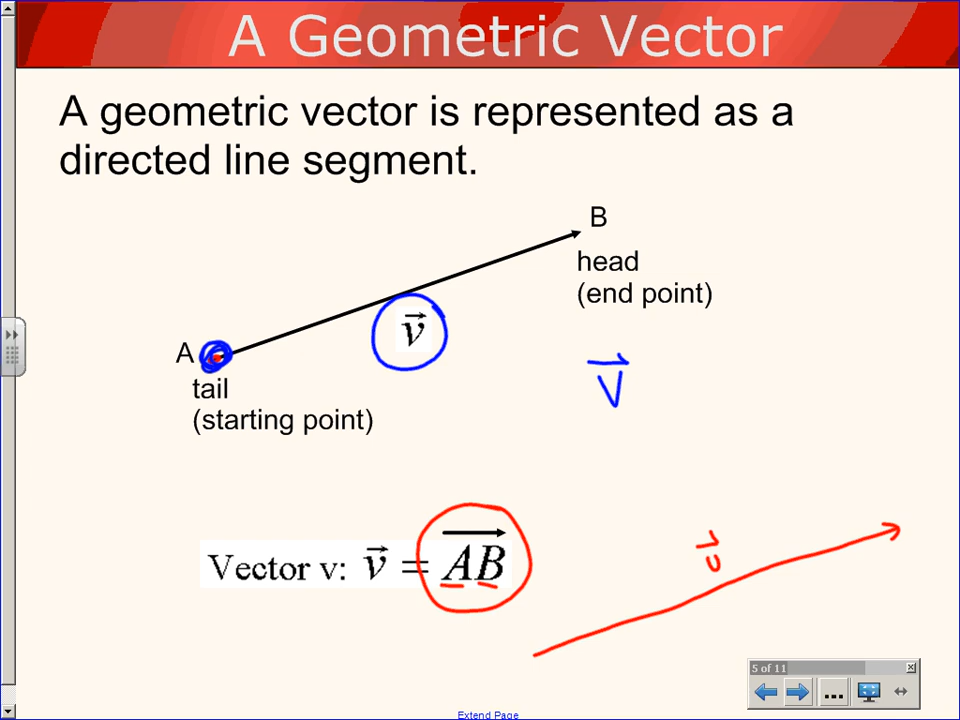 A Geometric Vector
A geometric vector is represented as a
directed line segment.
B
head
(end point)
v⃗
A
tail
(starting point)
v⃗
Vector v: v⃗ = A⃗B⃗
5 of 11
...
Extend Page